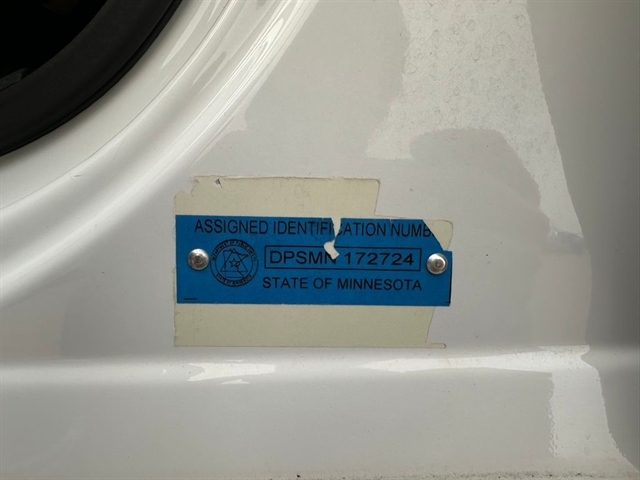 ASSIGNED IDENTIFICATION NUMB
DPSMN 172724
STATE OF MINNESOTA